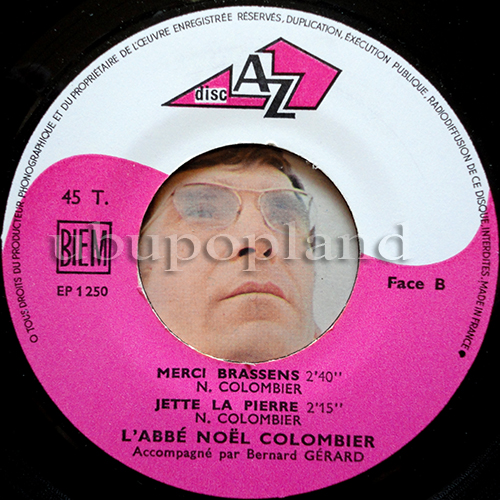 O TOUS DROITS DU PRODUCTEUR PHONOGRAPHIQUE ET DU PROPRIÉTAIRE DE L'ŒUVRE ENREGISTRÉE RÉSERVÉS, DUPLICATION, EXÉCUTION PUBLIQUE, RADIODIFFUSION DE CE DISQUE INTERDITES, MADE IN FRANCE
disc AZ
45 T.
BIEM
EP 1250
Face B
ubupopland
MERCI BRASSENS 2'40''
N. COLOMBIER
JETTE LA PIERRE 2'15''
N. COLOMBIER
L'ABBÉ NOËL COLOMBIER
Accompagné par Bernard GÉRARD